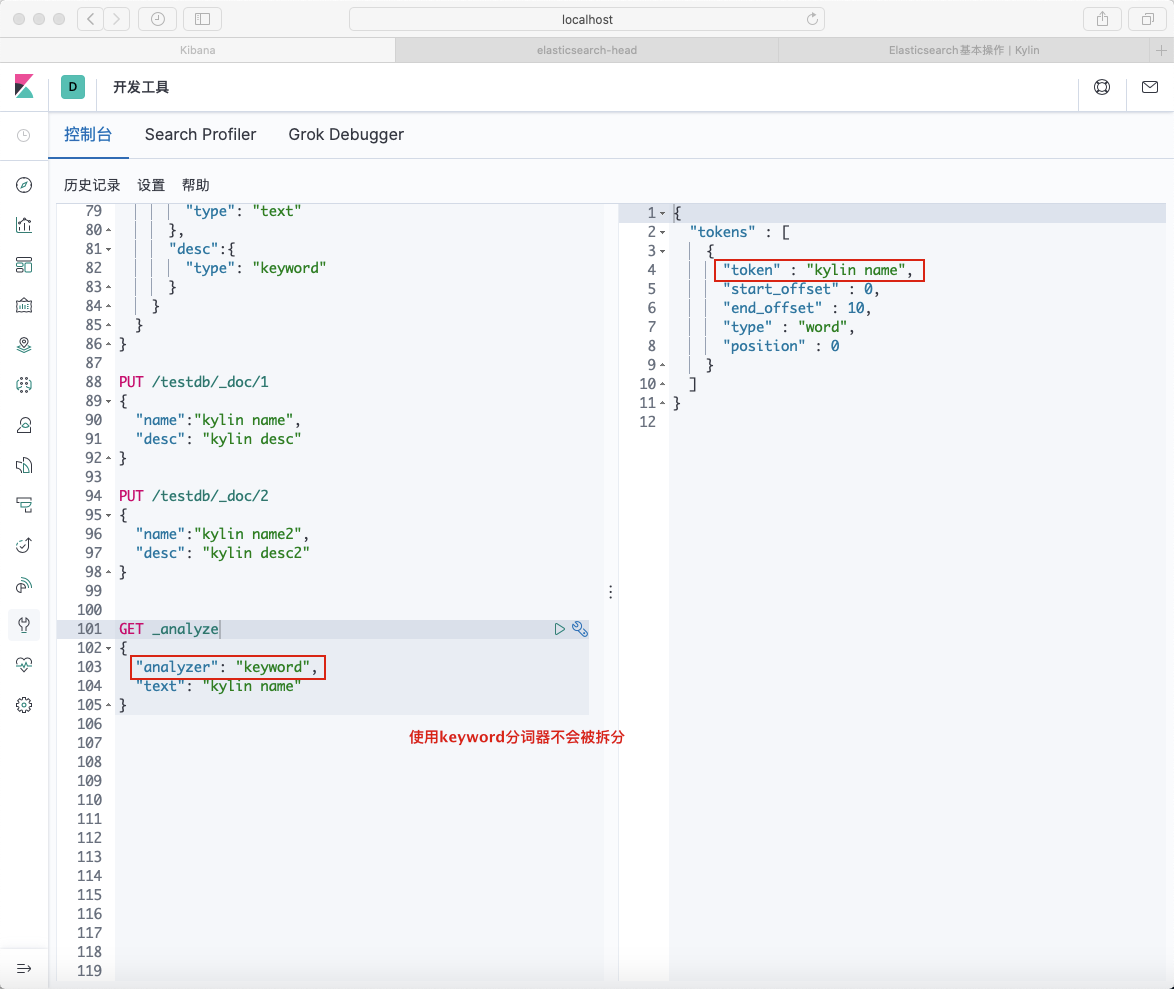 localhost
Kibana
elasticsearch-head
Elasticsearch基本操作 | Kylin
D
开发工具
控制台
Search Profiler
Grok Debugger
历史记录 设置 帮助
79 "type": "text"
80 },
81 "desc":{
82 "type": "keyword"
83 }
84 }
85 }
86 }
87
88 PUT /testdb/_doc/1
89 {
90 "name":"kylin name",
91 "desc": "kylin desc"
92 }
93
94 PUT /testdb/_doc/2
95 {
96 "name":"kylin name2",
97 "desc": "kylin desc2"
98 }
99
100
101 GET _analyze
102 {
103 "analyzer": "keyword",
104 "text": "kylin name"
105 }
106
107
108
109
110
111
112
113
114
115
116
117
118
119
使用keyword分词器不会被拆分
1 {
2 "tokens" : [
3 {
4 "token" : "kylin name",
5 "start_offset" : 0,
6 "end_offset" : 10,
7 "type" : "word",
8 "position" : 0
9 }
10 ]
11 }
12